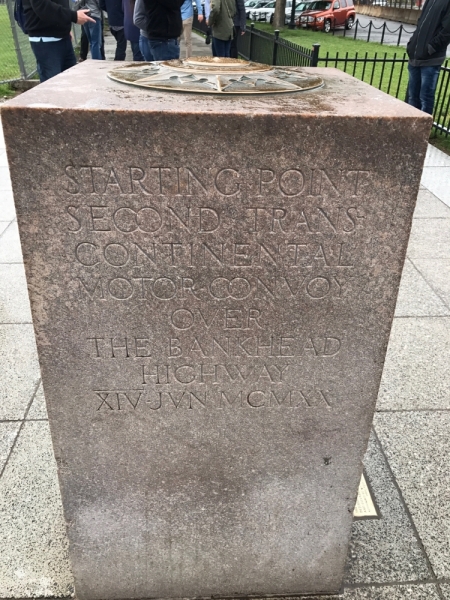 STARTING POINT
SECOND TRANS-
CONTINENTAL
MOTOR-CONVOY
OVER
THE BANKHEAD
HIGHWAY
XIV·JVN·MCMXX